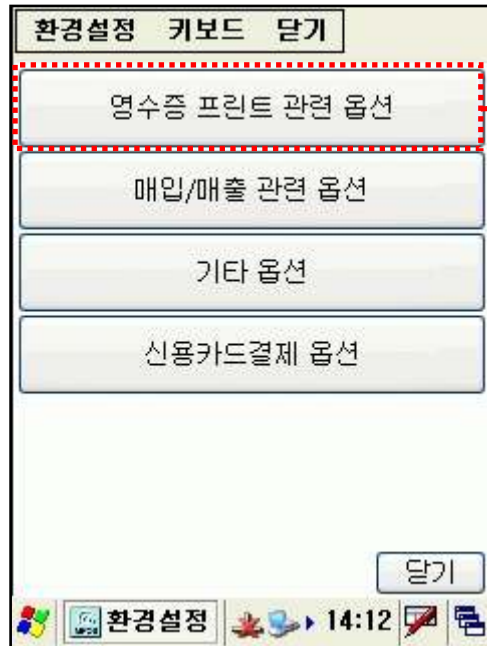 환경설정 키보드 닫기
영수증 프린트 관련 옵션
매입/매출 관련 옵션
기타 옵션
신용카드결제 옵션
닫기
환경설정 14:12